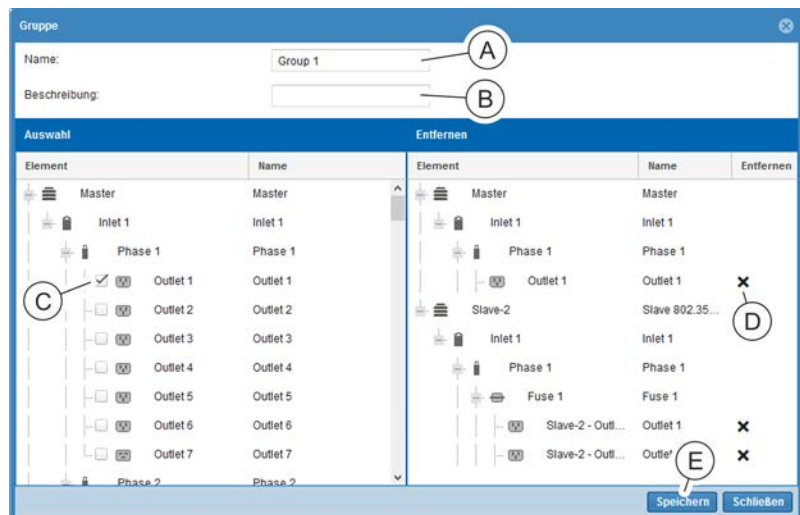 Gruppe
Name: Group 1 A
Beschreibung: B
Auswahl
Element Name
Master Master
Inlet 1 Inlet 1
Phase 1 Phase 1
C Outlet 1 Outlet 1
Outlet 2 Outlet 2
Outlet 3 Outlet 3
Outlet 4 Outlet 4
Outlet 5 Outlet 5
Outlet 6 Outlet 6
Outlet 7 Outlet 7
Phase 2 Phase 2
Entfernen
Element Name Entfernen
Master Master
Inlet 1 Inlet 1
Phase 1 Phase 1
Outlet 1 Outlet 1
D
Slave-2 Slave 802.35...
Inlet 1 Inlet 1
Phase 1 Phase 1
Fuse 1 Fuse 1
Slave-2 - Outl... Outlet 1
Slave-2 - Outl...
E
Speichern Schließen